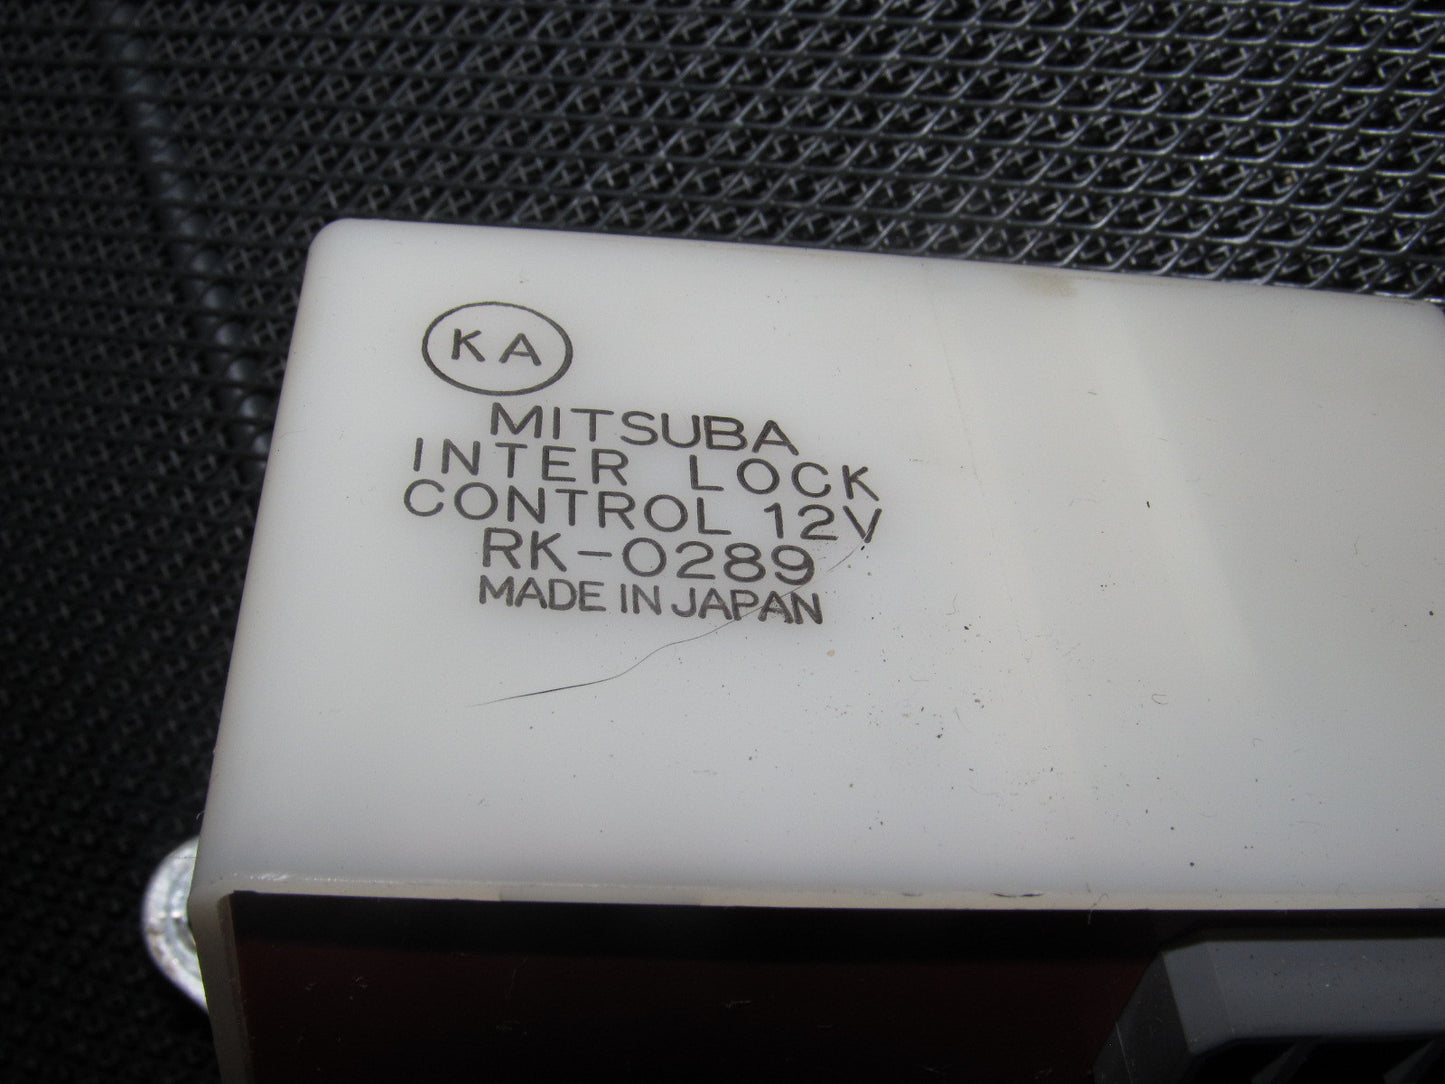 KA
MITSUBA
INTER LOCK
CONTROL 12V
RK-0289
MADE IN JAPAN